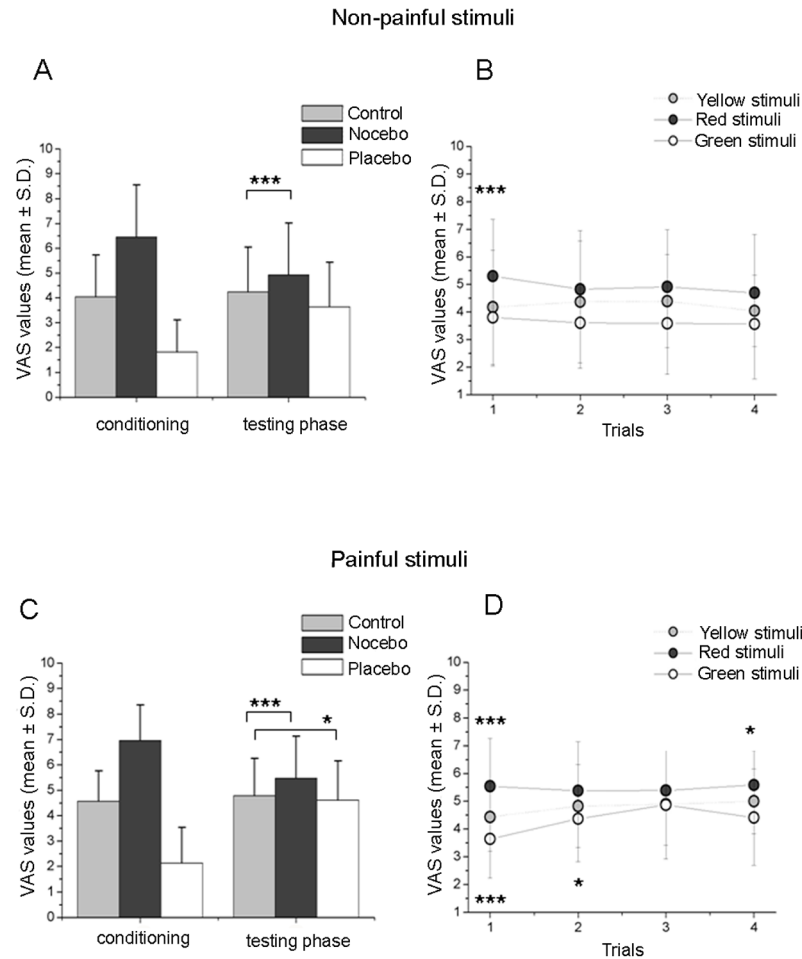 Non-painful stimuli
A
Control
Nocebo
Placebo
VAS values (mean ± S.D.)
10
9
8
7
6
5
4
3
2
1
0
***
conditioning
testing phase
B
Yellow stimuli
Red stimuli
Green stimuli
VAS values (mean ± S.D.)
10
9
8
7
6
5
4
3
2
1
***
1 2 3 4
Trials
Painful stimuli
C
Control
Nocebo
Placebo
VAS values (mean ± S.D.)
10
9
8
7
6
5
4
3
2
1
0
***
*
conditioning
testing phase
D
Yellow stimuli
Red stimuli
Green stimuli
VAS values (mean ± S.D.)
10
9
8
7
6
5
4
3
2
1
***
*
*
***
1 2 3 4
Trials